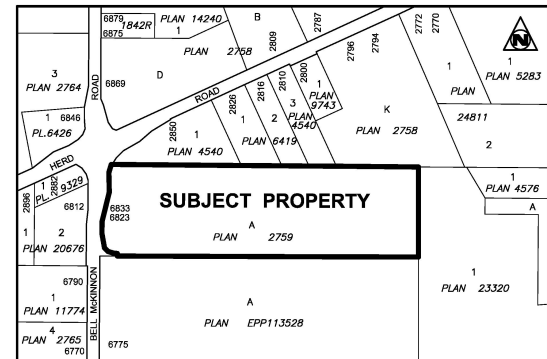 6879
1842R
6875
PLAN 14240
1
B
2809
2787
2796
2794
2772
2770
1
PLAN 5283
N
3
PLAN 2764
ROAD
6869
PLAN 2758
D
ROAD
2826
2816
2810
2800
1
PLAN
9743
1
PLAN
1 6846
PL.6426
2850
1
PLAN 4540
1
2
PLAN 6419
3
PLAN
4540
K
PLAN 2758
24811
2
HERD
1
PL. 9329
2882
2896
6812
1
2
PLAN 20676
6833
6823
SUBJECT PROPERTY
A
PLAN 2759
1
PLAN 4576
A
6790
1
PLAN 11774
4
PLAN 2765
6770
BELL McKINNON
6775
A
PLAN EPP113528
1
PLAN 23320